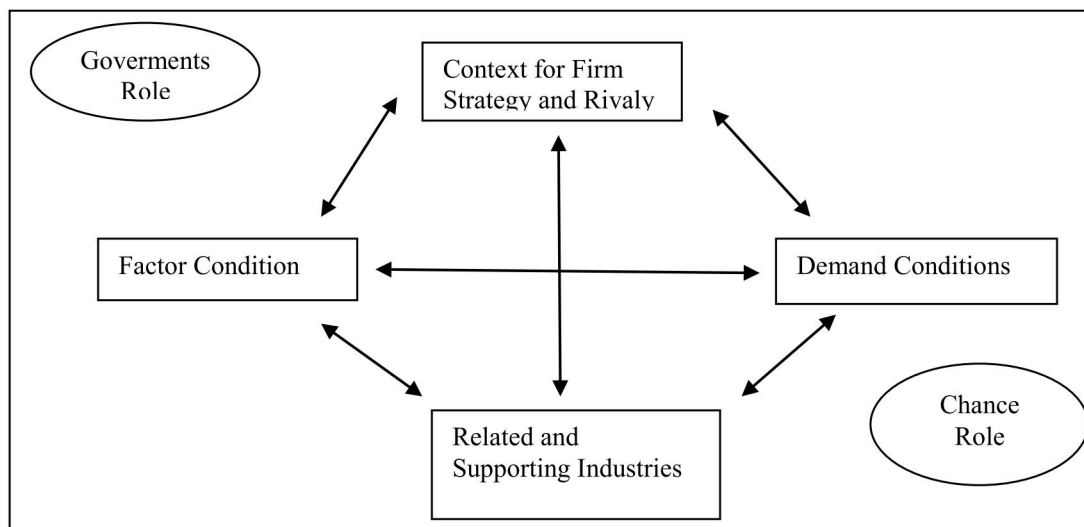 Goverments
Role
Context for Firm
Strategy and Rivaly
Factor Condition
Demand Conditions
Related and
Supporting Industries
Chance
Role